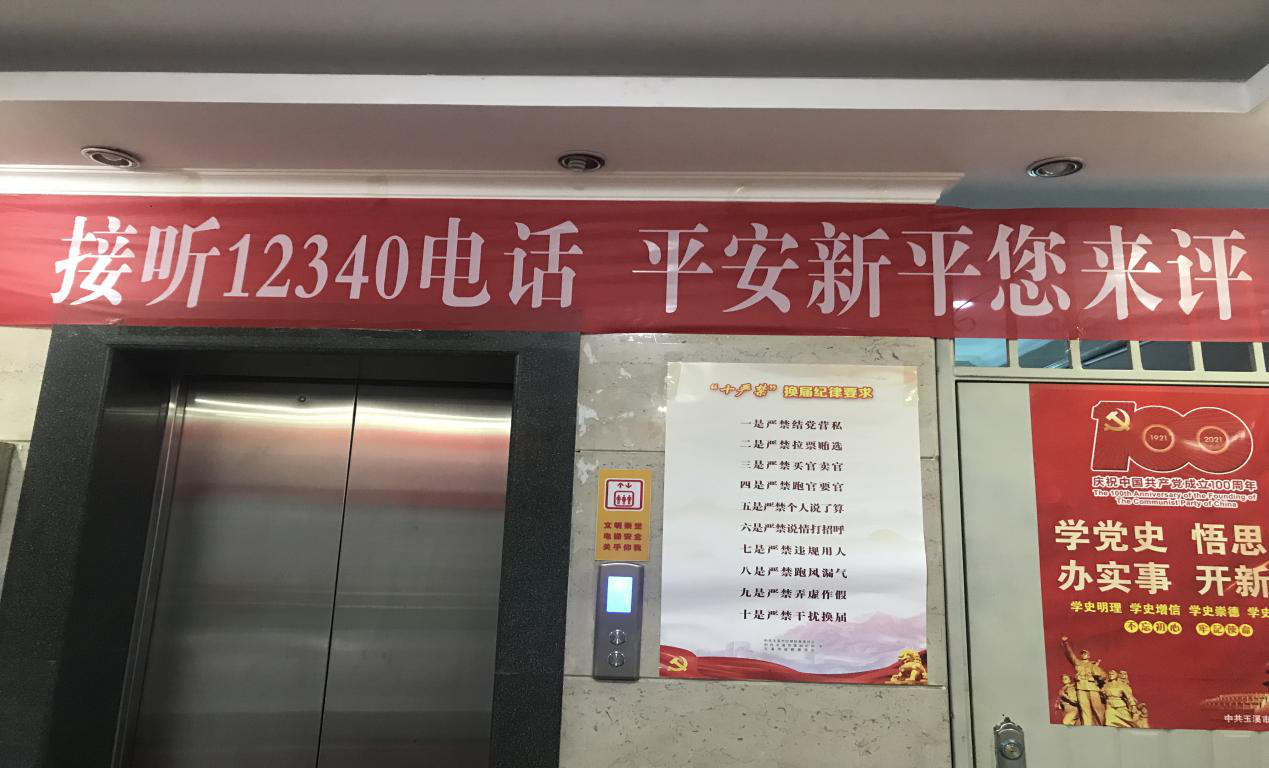 接听12340电话 平安新平您来评
“十严禁”换届纪律要求
一是严禁结党营私
二是严禁拉票贿选
三是严禁买官卖官
四是严禁跑官要官
五是严禁个人说了算
六是严禁说情打招呼
七是严禁违规用人
八是严禁跑风漏气
九是严禁弄虚作假
十是严禁干扰换届
文明乘梯
电梯安全
关乎你我
100
1921
2021
庆祝中国共产党成立100周年
The 100th Anniversary of the Founding of
The Communist Party of China
学党史 悟思
办实事 开新
学史明理 学史增信 学史崇德 学史
不忘初心 牢记使命
中共玉溪市